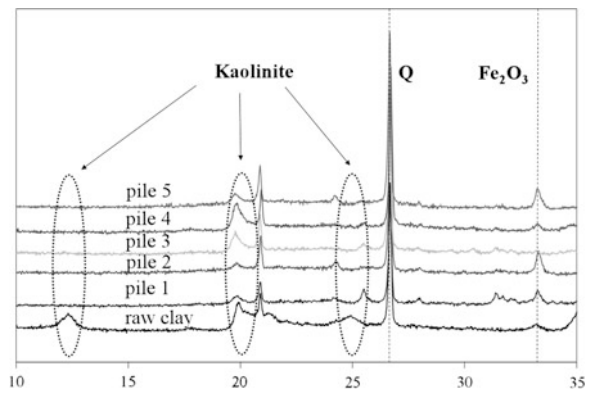 Kaolinite
Q
Fe₂O₃
pile 5
pile 4
pile 3
pile 2
pile 1
raw clay
10 15 20 25 30 35